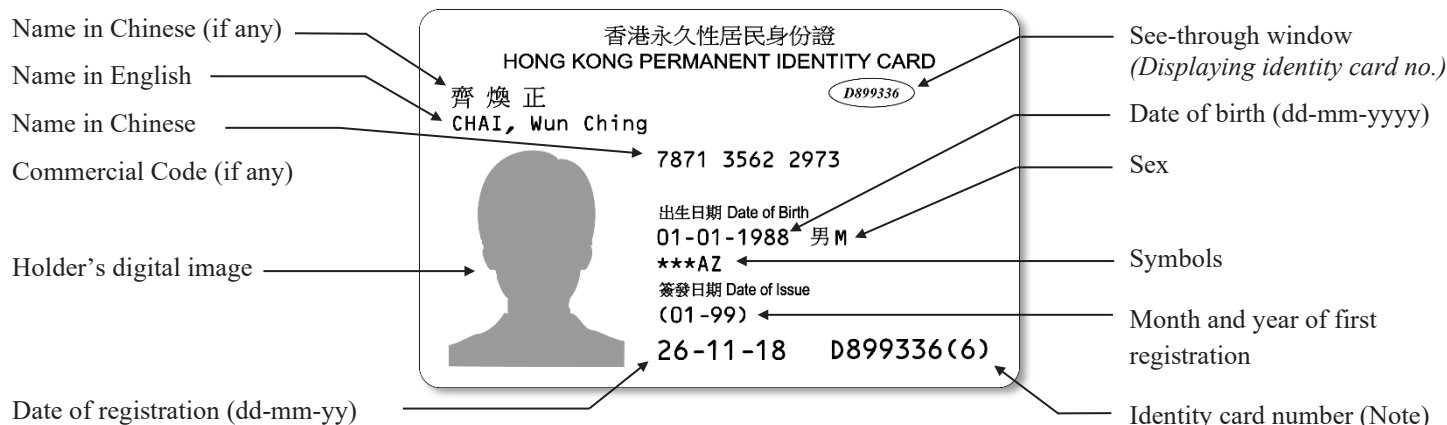 Name in Chinese (if any)
Name in English
Name in Chinese
Commercial Code (if any)
Holder's digital image
Date of registration (dd-mm-yy)
香港永久性居民身份證
HONG KONG PERMANENT IDENTITY CARD
D899336
齊 煥 正
CHAI, Wun Ching
7871 3562 2973
出生日期 Date of Birth
01-01-1988 男 M
***AZ
簽發日期 Date of Issue
(01-99)
26-11-18 D899336(6)
See-through window
(Displaying identity card no.)
Date of birth (dd-mm-yyyy)
Sex
Symbols
Month and year of first
registration
Identity card number (Note)